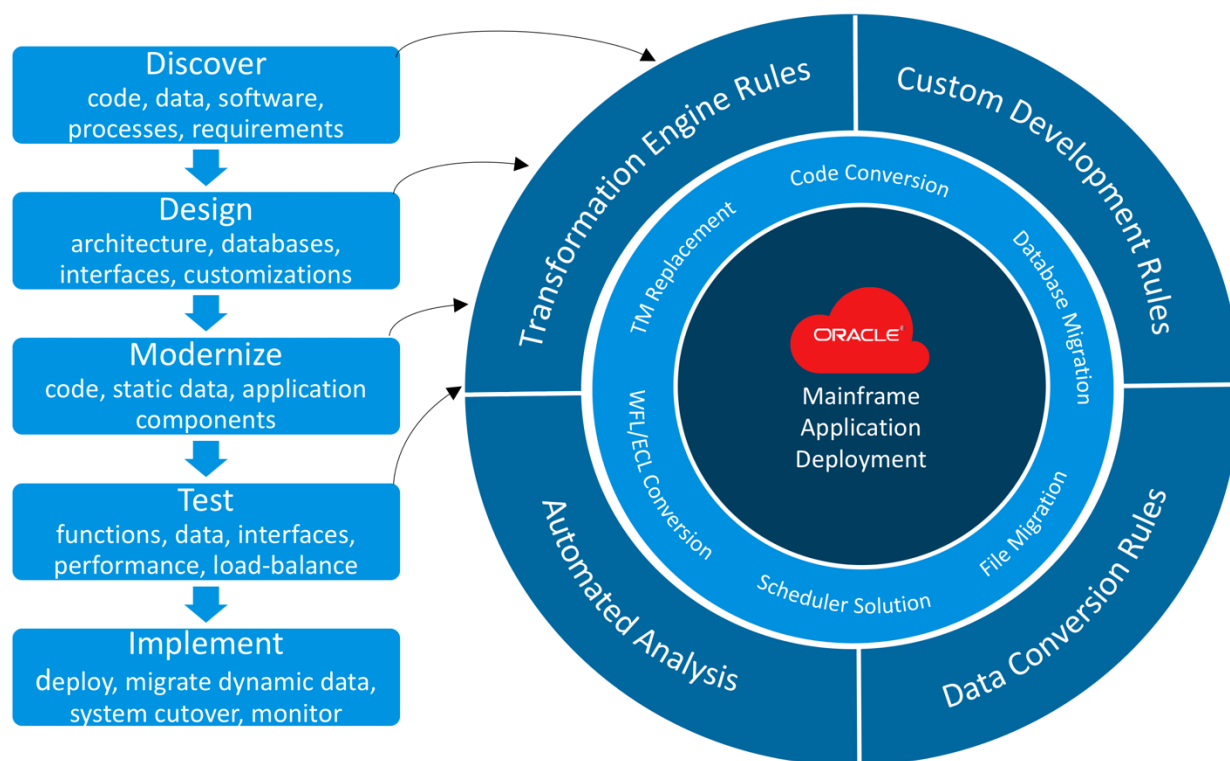 Discover
code, data, software,
processes, requirements
Design
architecture, databases,
interfaces, customizations
Modernize
code, static data, application
components
Test
functions, data, interfaces,
performance, load-balance
Implement
deploy, migrate dynamic data,
system cutover, monitor
Transformation Engine Rules
Custom Development Rules
Data Conversion Rules
Automated Analysis
Code Conversion
Database Migration
File Migration
Scheduler Solution
WFL/ECL Conversion
TM Replacement
ORACLE®
Mainframe
Application
Deployment